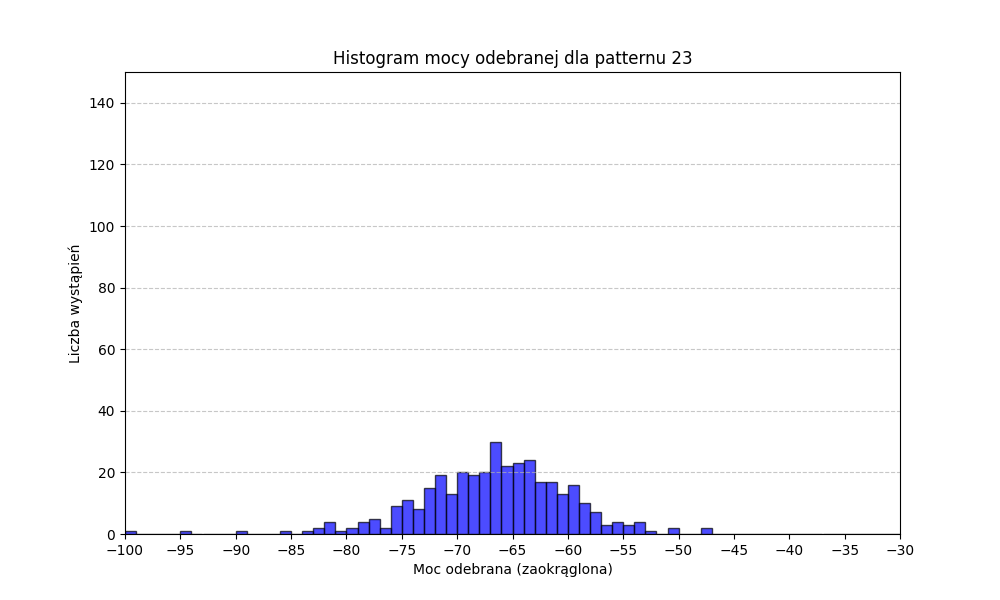 Histogram mocy odebranej dla patternu 23
140
120
100
80
60
40
20
0
Liczba wystąpień
−100 −95 −90 −85 −80 −75 −70 −65 −60 −55 −50 −45 −40 −35 −30
Moc odebrana (zaokrąglona)